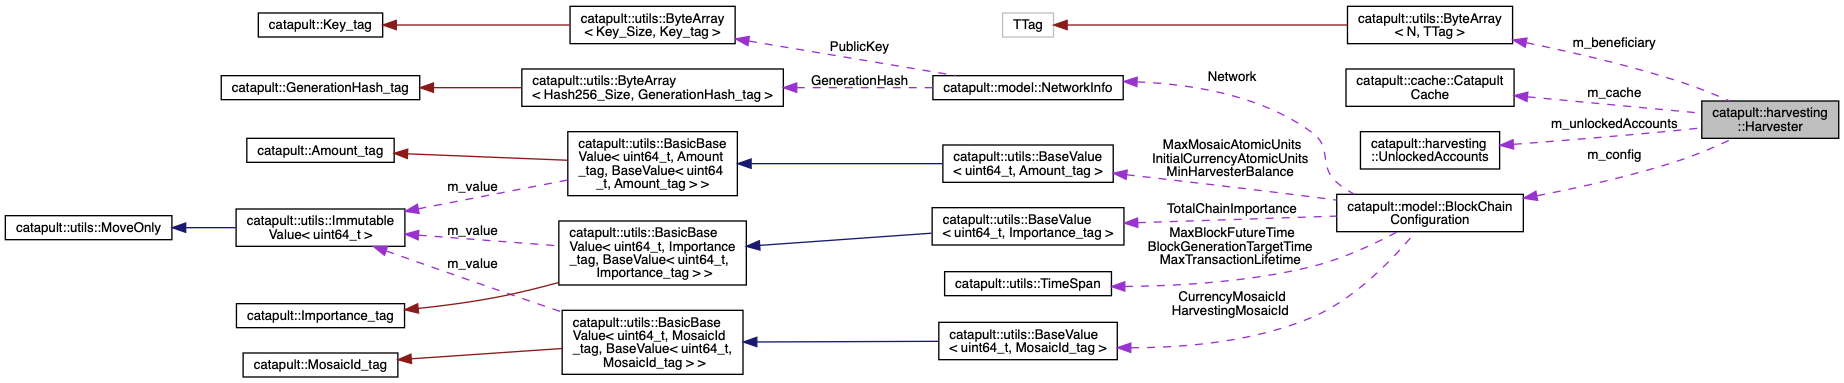 catapult::Key_tag
catapult::utils::ByteArray
< Key_Size, Key_tag >
TTag
catapult::utils::ByteArray
< N, TTag >
PublicKey
m_beneficiary
catapult::GenerationHash_tag
catapult::utils::ByteArray
< Hash256_Size, GenerationHash_tag >
GenerationHash
catapult::model::NetworkInfo
Network
catapult::cache::Catapult
Cache
m_cache
catapult::harvesting
::Harvester
m_unlockedAccounts
catapult::harvesting
::UnlockedAccounts
m_config
catapult::Amount_tag
catapult::utils::BasicBase
Value< uint64_t, Amount
_tag, BaseValue< uint64
_t, Amount_tag > >
catapult::utils::BaseValue
< uint64_t, Amount_tag >
MaxMosaicAtomicUnits
InitialCurrencyAtomicUnits
MinHarvesterBalance
m_value
catapult::utils::MoveOnly
catapult::utils::Immutable
Value< uint64_t >
m_value
catapult::utils::BasicBase
Value< uint64_t, Importance
_tag, BaseValue< uint64_t,
Importance_tag > >
catapult::utils::BaseValue
< uint64_t, Importance_tag >
TotalChainImportance
catapult::model::BlockChain
Configuration
MaxBlockFutureTime
BlockGenerationTargetTime
MaxTransactionLifetime
m_value
catapult::utils::TimeSpan
catapult::Importance_tag
CurrencyMosaicId
HarvestingMosaicId
catapult::utils::BasicBase
Value< uint64_t, MosaicId
_tag, BaseValue< uint64_t,
MosaicId_tag > >
catapult::utils::BaseValue
< uint64_t, MosaicId_tag >
catapult::MosaicId_tag